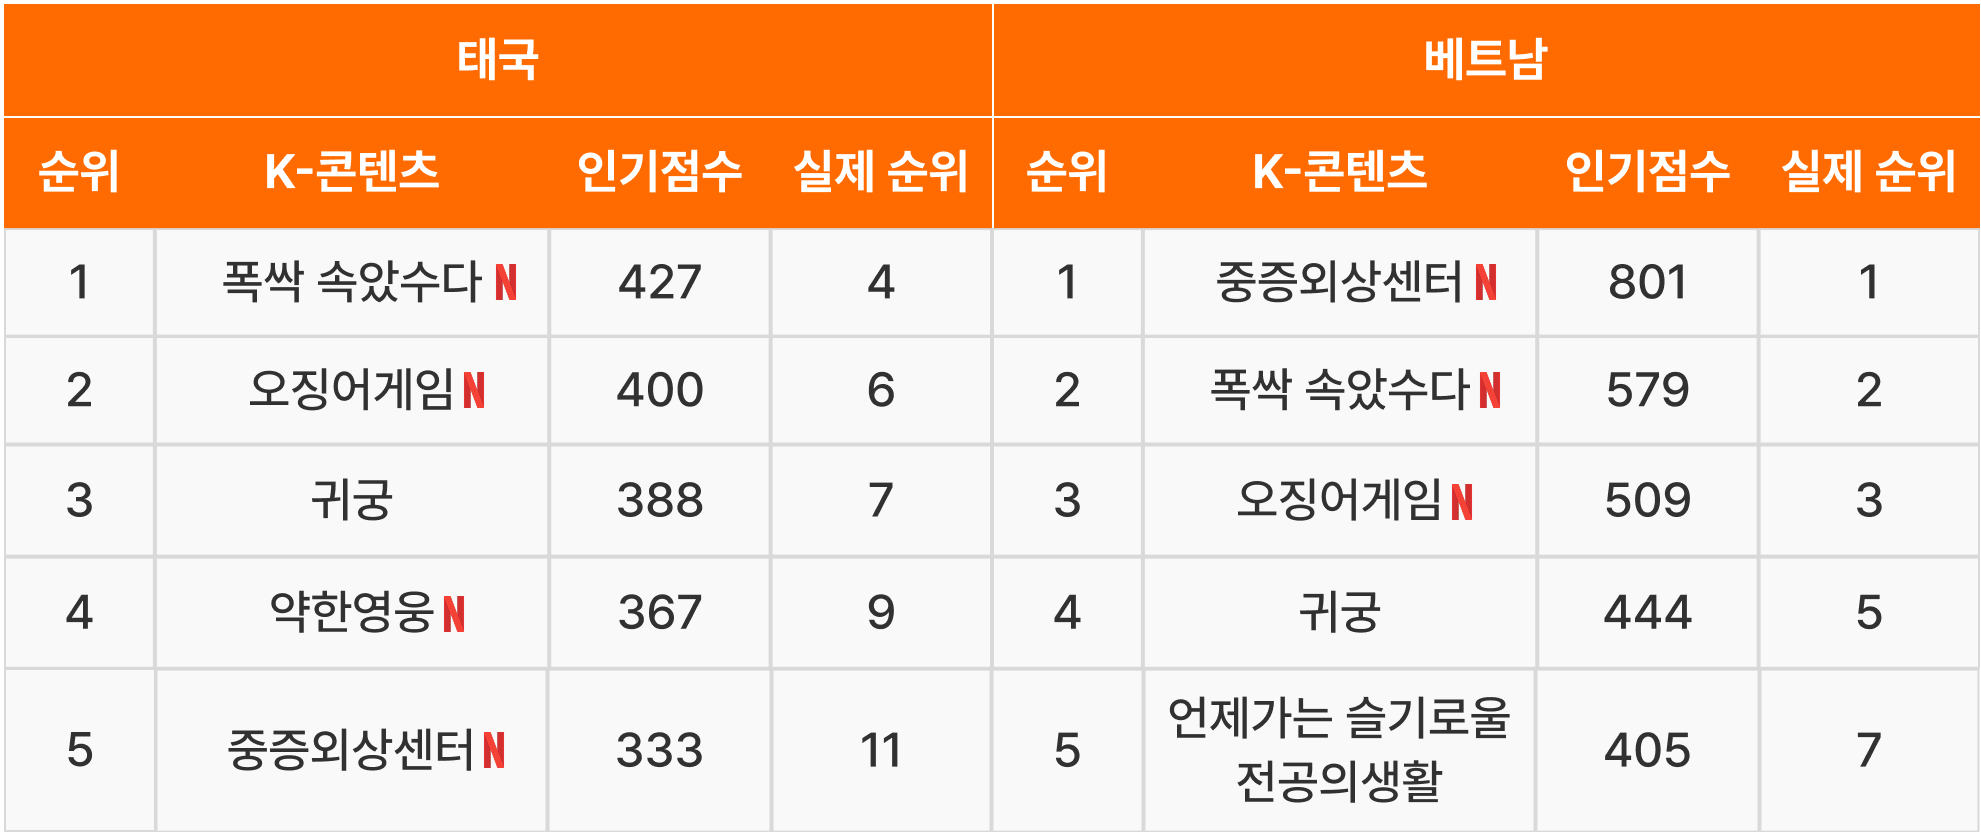 태국 베트남
순위 K-콘텐츠 인기점수 실제 순위 순위 K-콘텐츠 인기점수 실제 순위
1 폭싹 속았수다 N 427 4 1 중증외상센터 N 801 1
2 오징어게임 N 400 6 2 폭싹 속았수다 N 579 2
3 귀궁 388 7 3 오징어게임 N 509 3
4 약한영웅 N 367 9 4 귀궁 444 5
5 중증외상센터 N 333 11 5 언제가는 슬기로울 405 7
전공의생활